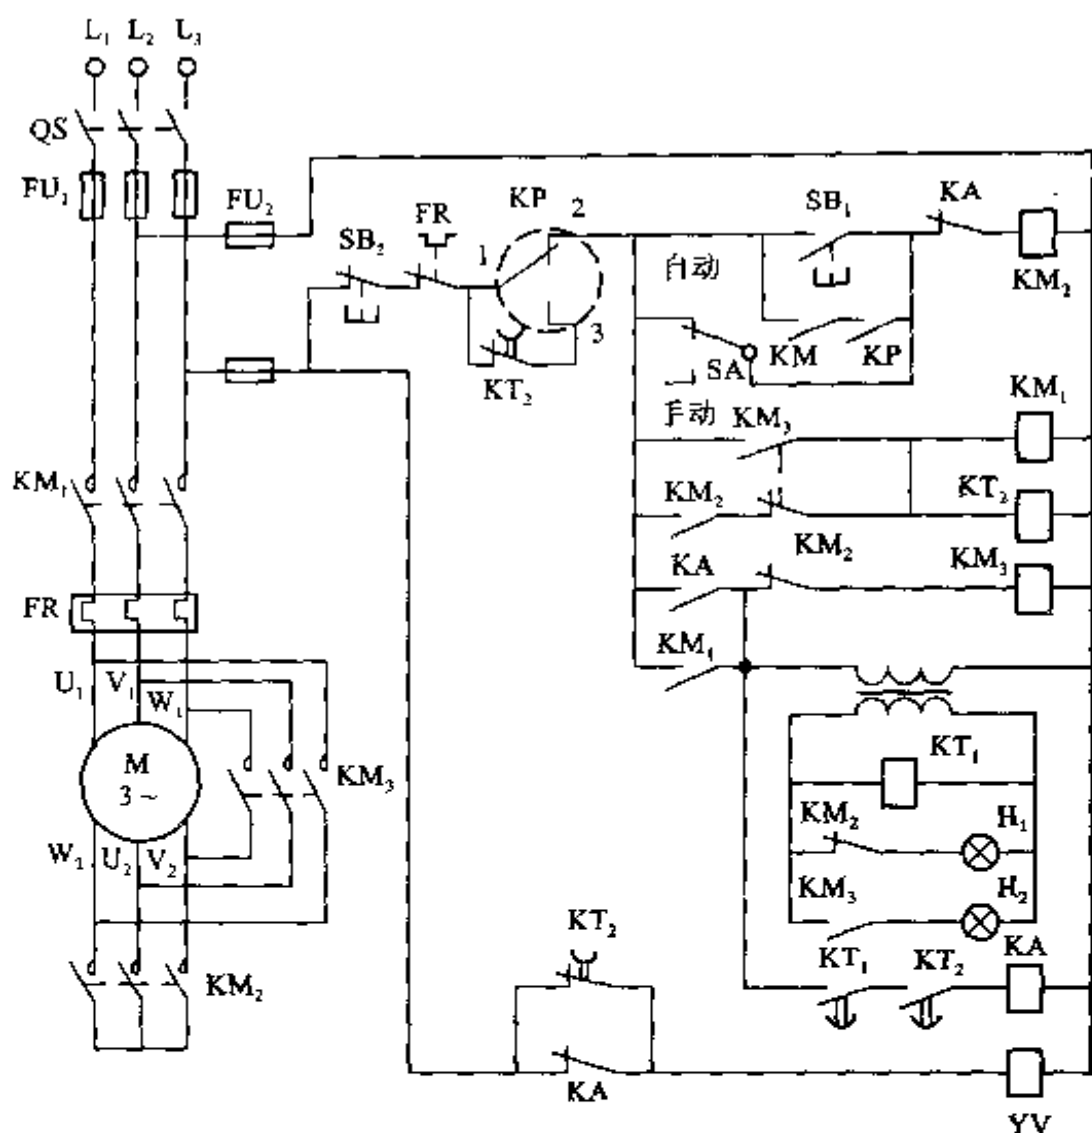 L₁ L₂ L₃
QS
FU₁
FU₂
SB₂
FR
KP
1
2
3
KT₂
自动
SA
手动
SB₁
KA
KM₂
KM KP
KM₃
KM₁
KM₂
KT₂
KM₂
KA
KM₃
KM₁
KM₁
FR
U₁ V₁ W₁
M
3 ~
KM₃
W₁ U₂ V₂
KM₂
KT₁
KM₂
H₁
KM₃
H₂
KT₂
KT₁ KT₂ KA
KA
YV